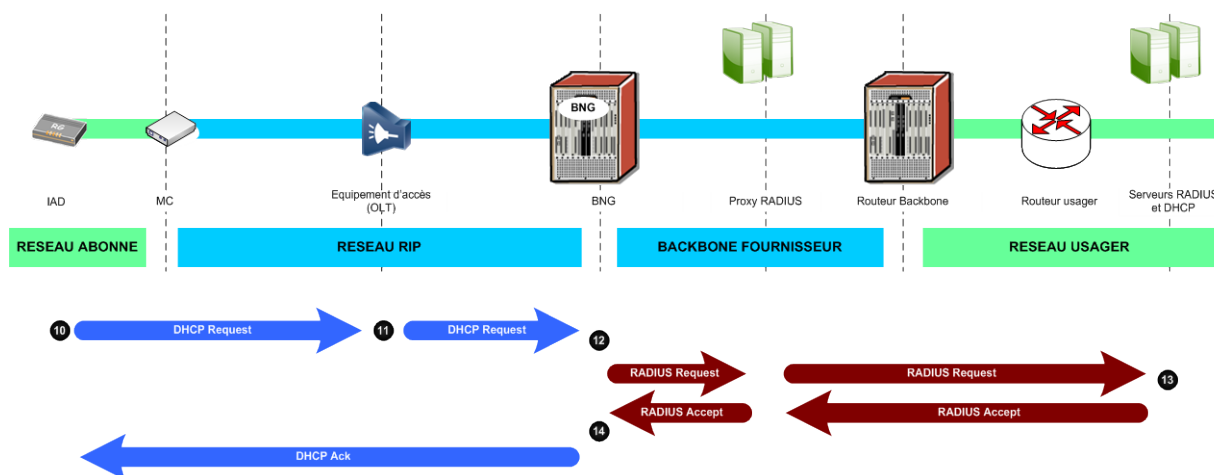 BNG
RG
IAD
MC
Equipement d'accès
(OLT)
BNG
Proxy RADIUS
Routeur Backbone
Routeur usager
Serveurs RADIUS
et DHCP
RESEAU ABONNE
RESEAU RIP
BACKBONE FOURNISSEUR
RESEAU USAGER
10
DHCP Request
11
DHCP Request
12
RADIUS Request
RADIUS Request
13
RADIUS Accept
RADIUS Accept
14
DHCP Ack